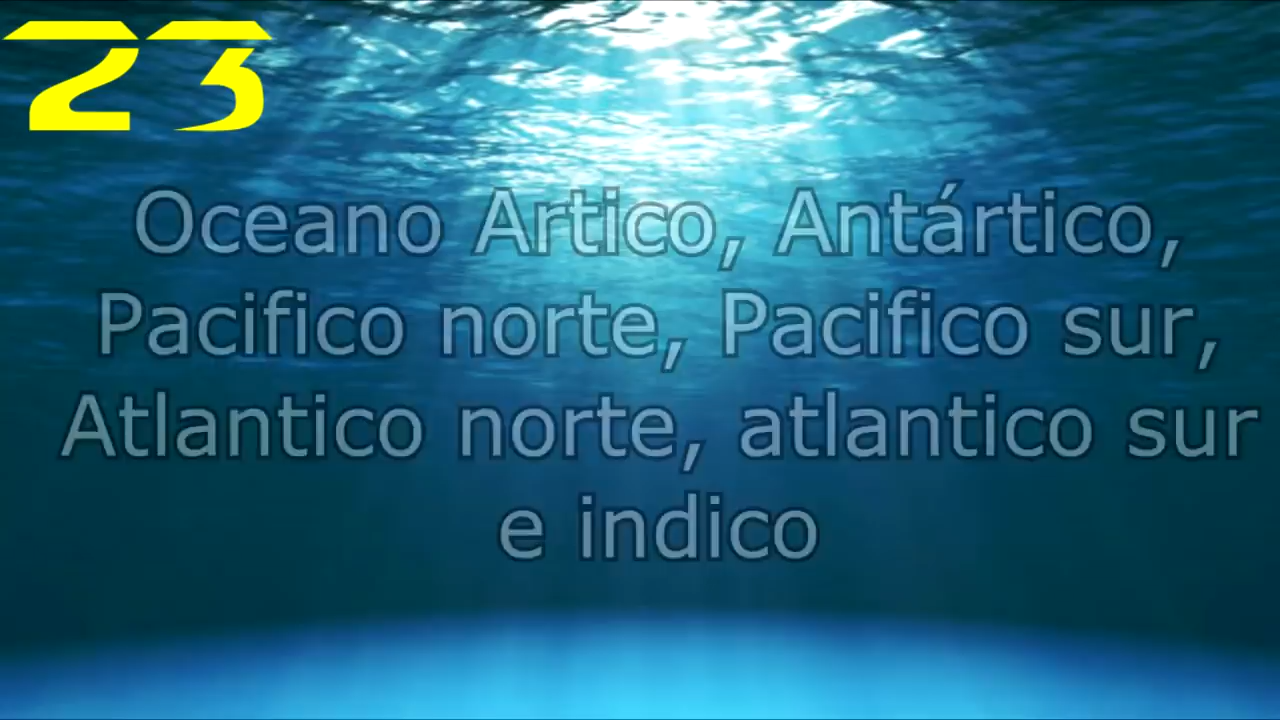 23
Oceano Artico, Antártico,
Pacifico norte, Pacifico sur,
Atlantico norte, atlantico sur
e indico